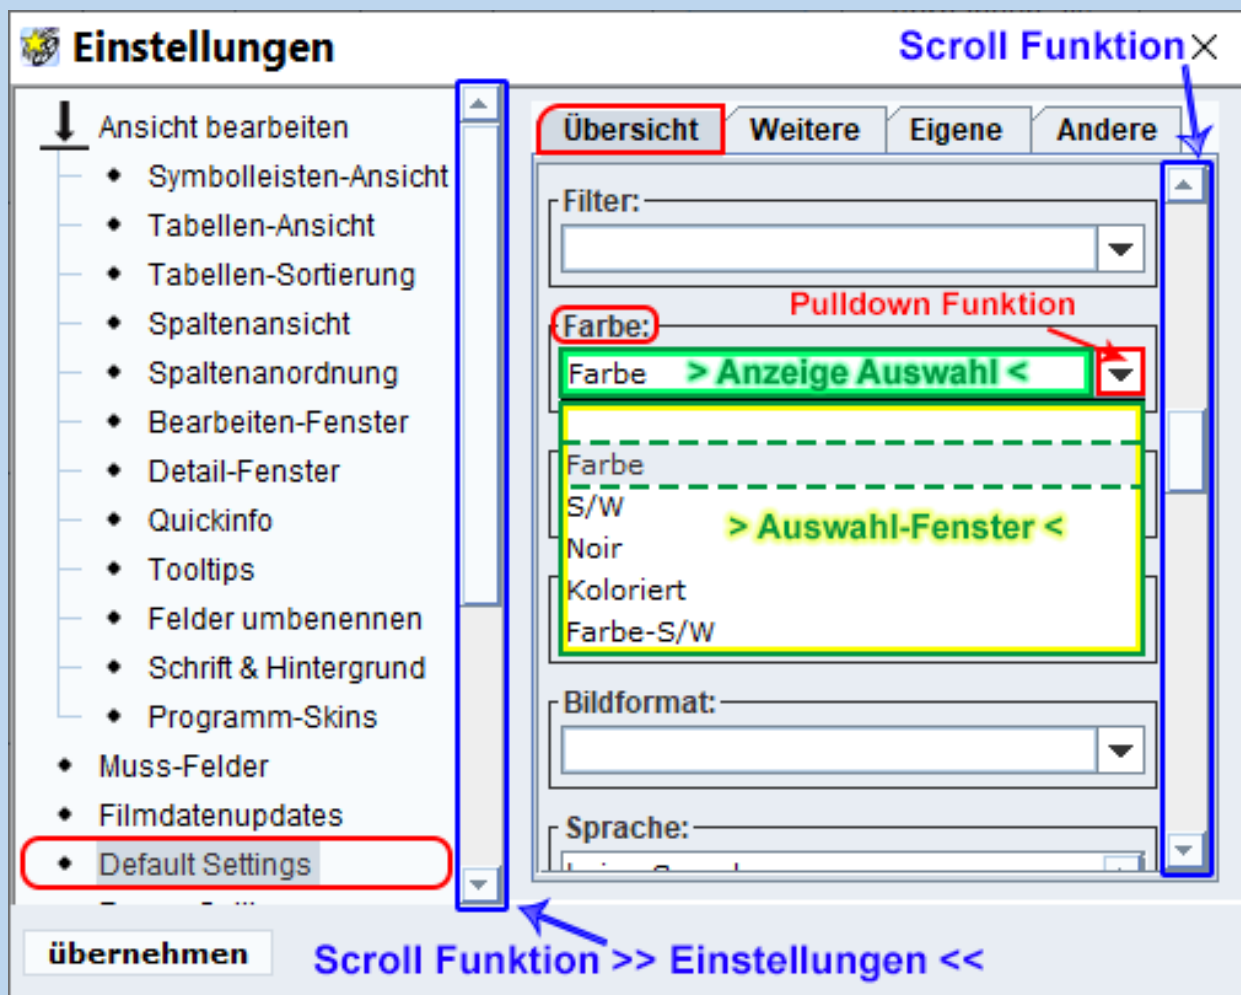 Einstellungen
Scroll Funktion
Ansicht bearbeiten
Symbolleisten-Ansicht
Tabellen-Ansicht
Tabellen-Sortierung
Spaltenansicht
Spaltenanordnung
Bearbeiten-Fenster
Detail-Fenster
Quickinfo
Tooltips
Felder umbenennen
Schrift & Hintergrund
Programm-Skins
Muss-Felder
Filmdatenupdates
Default Settings
Übersicht Weitere Eigene Andere
Filter:
Pulldown Funktion
Farbe:
Farbe > Anzeige Auswahl <
Farbe
S/W
> Auswahl-Fenster <
Noir
Koloriert
Farbe-S/W
Bildformat:
Sprache:
übernehmen
Scroll Funktion >> Einstellungen <<